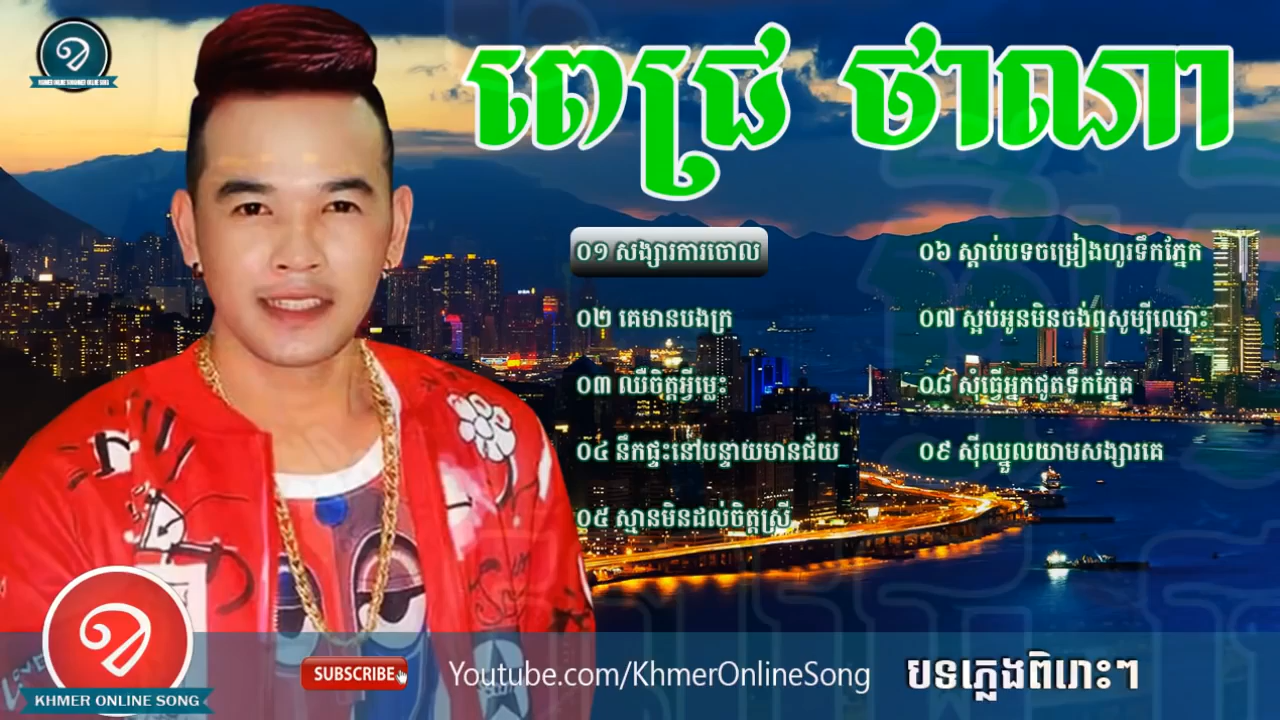 KHMER ONLINE SONG
ពេជ្រ ថាណា
០១ សង្សារការចោល
០២ គេមានបងក្រ
០៣ ឈឺចិត្តអ្វីម្លេះ
០៤ នឹកផ្ទះនៅបន្ទាយមានជ័យ
០៥ ស្មានមិនដល់ចិត្តស្រី
០៦ ស្តាប់បទចម្រៀងហូរទឹកភ្នែក
០៧ ស្អប់អូនមិនចង់ឮសូម្បីឈ្មោះ
០៨ សុំធ្វើអ្នកជូតទឹកភ្នែគ
០៩ ស៊ីឈ្នួលយាមសង្សារគេ
KHMER ONLINE SONG
SUBSCRIBE
Youtube.com/KhmerOnlineSong
បទភ្លេងពិរោះៗ